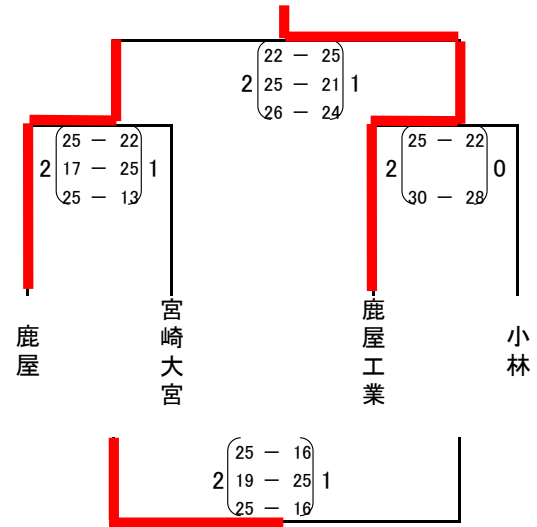 22 － 25
2 25 － 21 1
26 － 24
25 － 22
2 17 － 25 1
25 － 13
25 － 22
2 0
30 － 28
鹿屋
宮崎大宮
鹿屋工業
小林
25 － 16
2 19 － 25 1
25 － 16